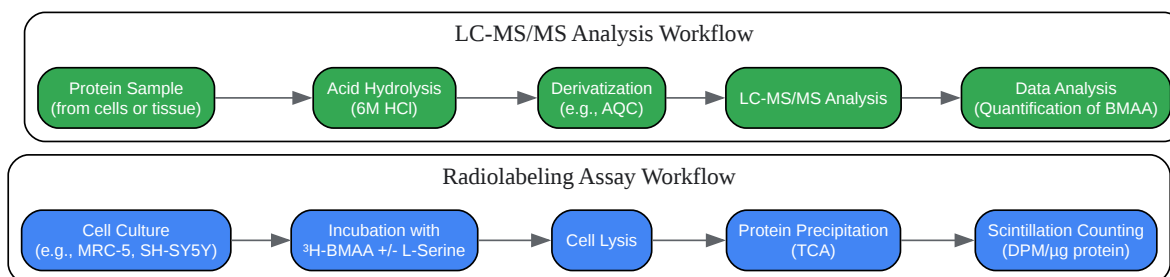 LC-MS/MS Analysis Workflow
Protein Sample
(from cells or tissue)
Acid Hydrolysis
(6M HCl)
Derivatization
(e.g., AQC)
LC-MS/MS Analysis
Data Analysis
(Quantification of BMAA)
Radiolabeling Assay Workflow
Cell Culture
(e.g., MRC-5, SH-SY5Y)
Incubation with
³H-BMAA +/- L-Serine
Cell Lysis
Protein Precipitation
(TCA)
Scintillation Counting
(DPM/µg protein)